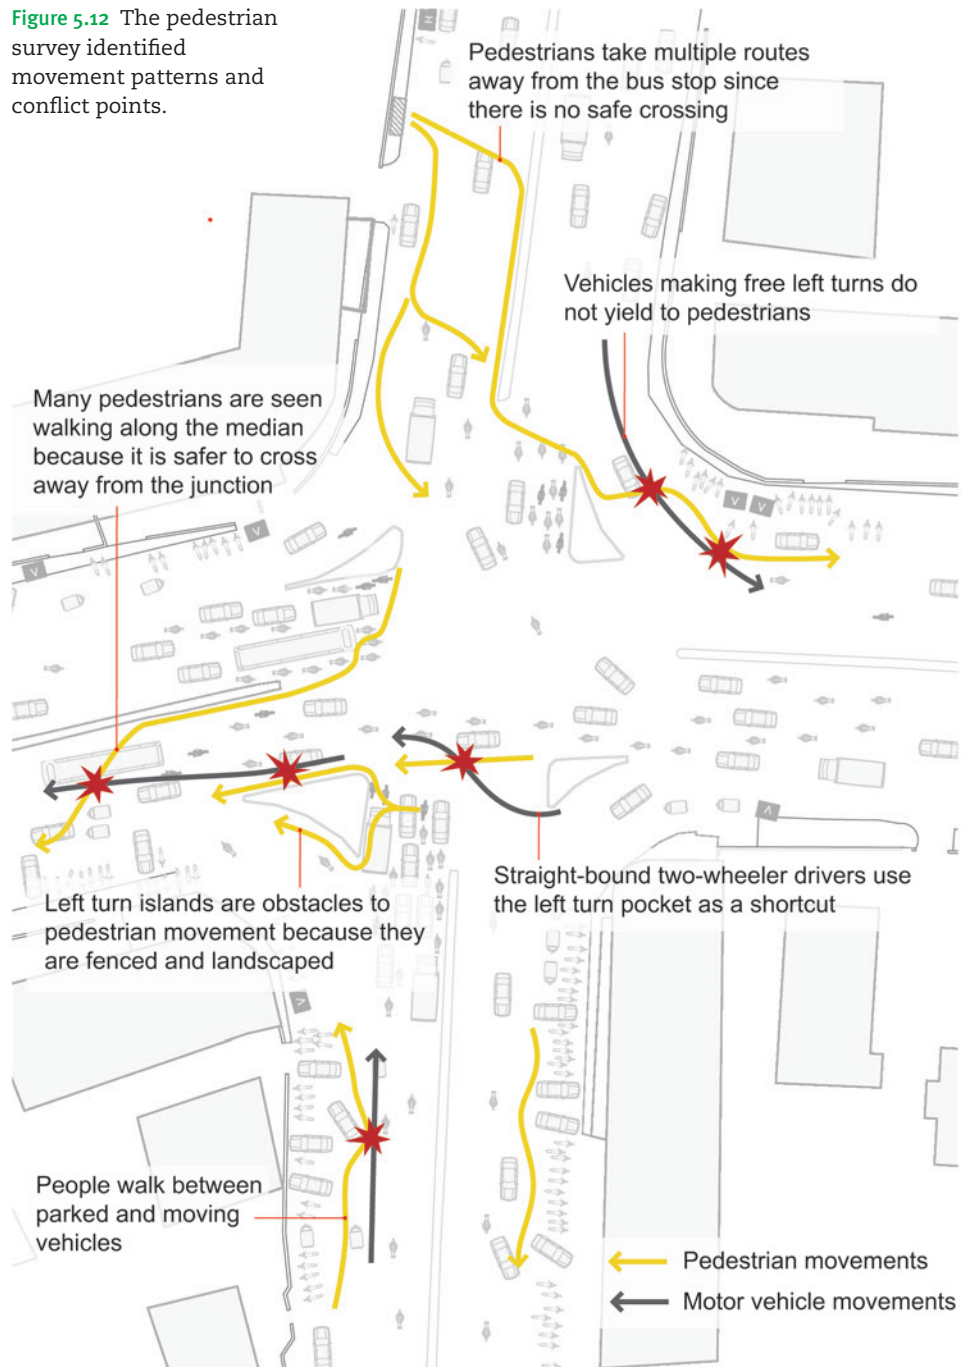 Figure 5.12 The pedestrian
survey identified
movement patterns and
conflict points.
Pedestrians take multiple routes
away from the bus stop since
there is no safe crossing
Vehicles making free left turns do
not yield to pedestrians
Many pedestrians are seen
walking along the median
because it is safer to cross
away from the junction
Left turn islands are obstacles to
pedestrian movement because they
are fenced and landscaped
Straight-bound two-wheeler drivers use
the left turn pocket as a shortcut
People walk between
parked and moving
vehicles
Pedestrian movements
Motor vehicle movements